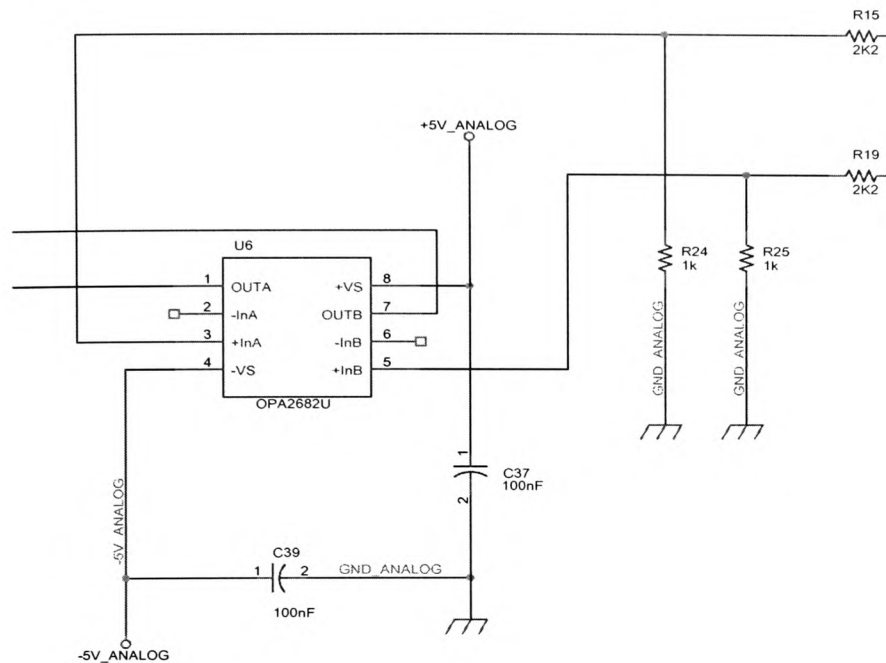 R15
2K2
+5V_ANALOG
R19
2K2
U6
R24
1k
R25
1k
1 OUTA +VS 8
2 -InA OUTB 7
3 +InA -InB 6
4 -VS +InB 5
OPA2682U
GND_ANALOG
GND_ANALOG
1
C37
100nF
2
-5V_ANALOG
C39
1 2 GND_ANALOG
100nF
-5V_ANALOG